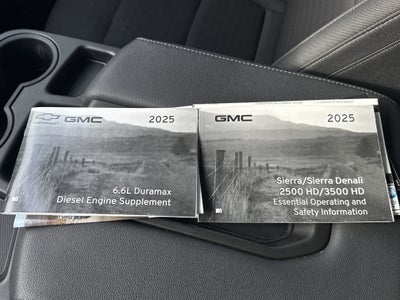 CHEVROLET GMC 2025
6.6L Duramax
Diesel Engine Supplement
GMC 2025
Sierra/Sierra Denali
2500 HD/3500 HD
Essential Operating and
Safety Information